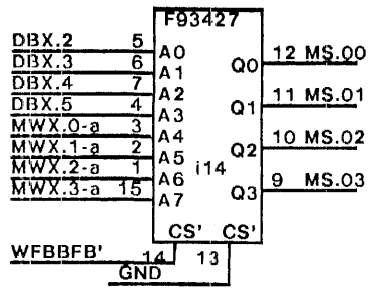 F93427
DBX.2 5 A0
DBX.3 6 A1
DBX.4 7 A2
DBX.5 4 A3
MWX.0-a 3 A4
MWX.1-a 2 A5
MWX.2-a 1 A6
MWX.3-a 15 A7
Q0 12 MS.00
Q1 11 MS.01
Q2 10 MS.02
Q3 9 MS.03
i14
CS' CS'
WFBBFB' 14 13
GND